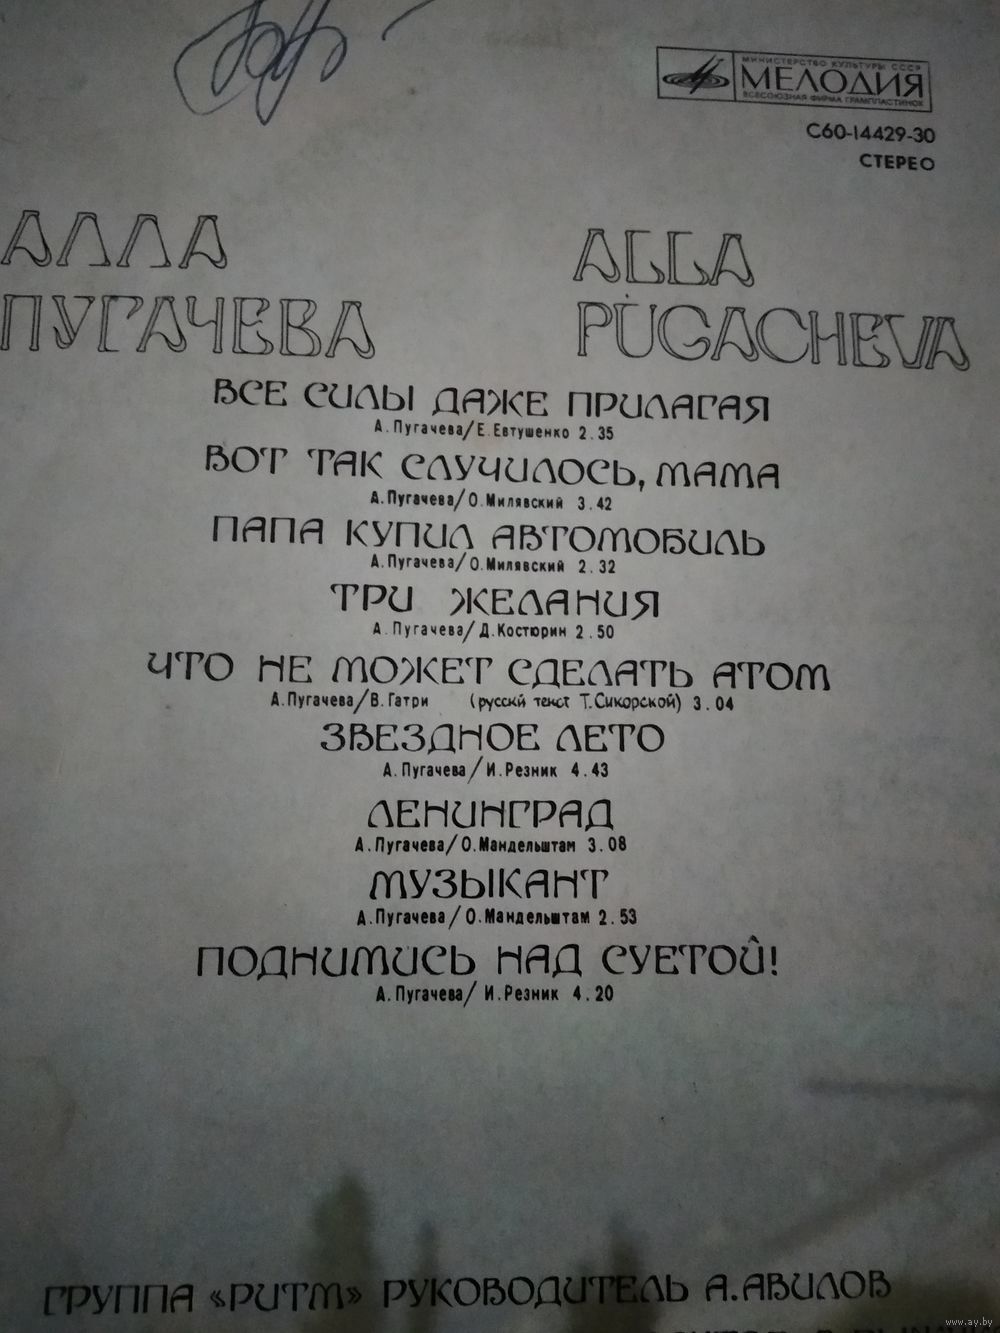 МИНИСТЕРСТВО КУЛЬТУРЫ СССР
МЕЛОДИЯ
ВСЕСОЮЗНАЯ ФИРМА ГРАМПЛАСТИНОК
С60-14429-30
СТЕРЕО
АЛЛА ALLA
ПУГАЧЕВА PUGACHEVA
ВСЕ СИЛЫ ДАЖЕ ПРИЛАГАЯ
А.Пугачева/Е.Евтушенко 2.35
ВОТ ТАК СЛУЧИЛОСЬ, МАМА
А.Пугачева/О.Милявский 3.42
ПАПА КУПИЛ АВТОМОБИЛЬ
А.Пугачева/О.Милявский 2.32
ТРИ ЖЕЛАНИЯ
А.Пугачева/Д.Костюрин 2.50
ЧТО НЕ МОЖЕТ СДЕЛАТЬ АТОМ
А.Пугачева/В.Гатри (русскй текст Т.Сикорской) 3.04
ЗВЕЗДНОЕ ЛЕТО
А.Пугачева/И.Резник 4.43
ЛЕНИНГРАД
А.Пугачева/О.Мандельштам 3.08
МУЗЫКАНТ
А.Пугачева/О.Мандельштам 2.53
ПОДНИМИСЬ НАД СУЕТОЙ!
А.Пугачева/И.Резник 4.20
ГРУППА «РИТМ» РУКОВОДИТЕЛЬ А.АВИЛОВ
www.ay.by